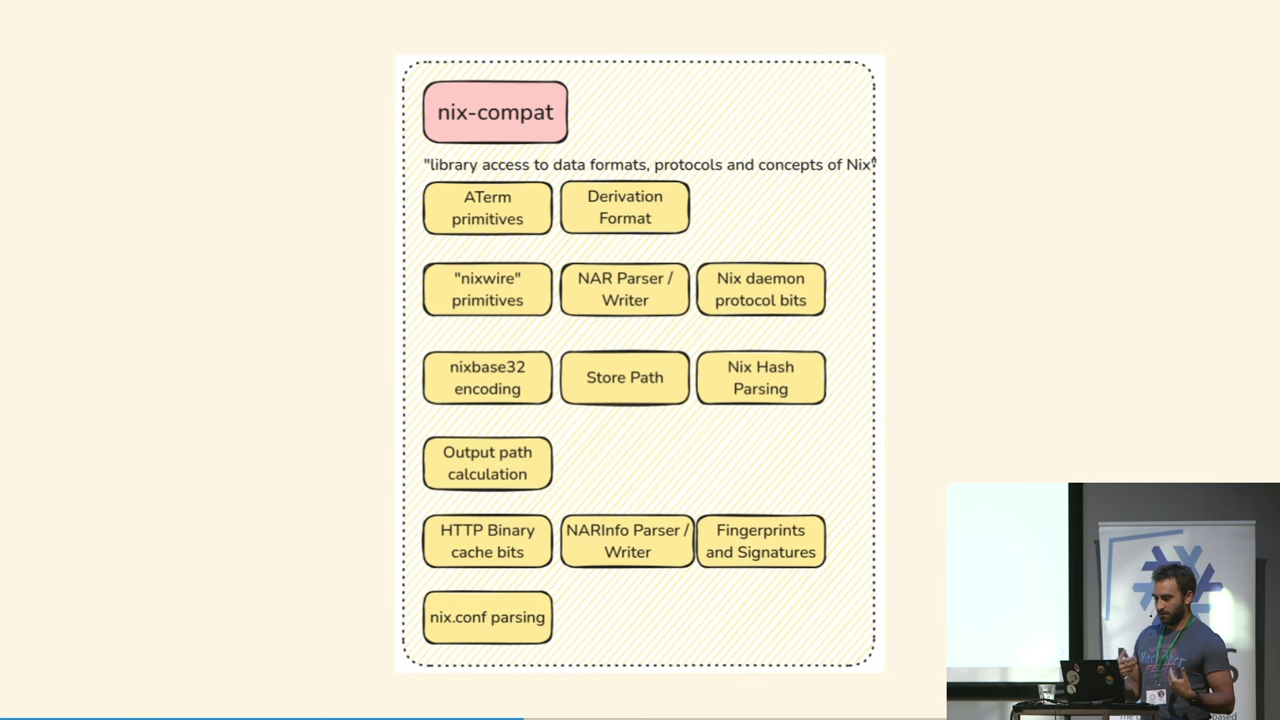 nix-compat
"library access to data formats, protocols and concepts of Nix"
ATerm
primitives
Derivation
Format
"nixwire"
primitives
NAR Parser /
Writer
Nix daemon
protocol bits
nixbase32
encoding
Store Path
Nix Hash
Parsing
Output path
calculation
HTTP Binary
cache bits
NARInfo Parser /
Writer
Fingerprints
and Signatures
nix.conf parsing